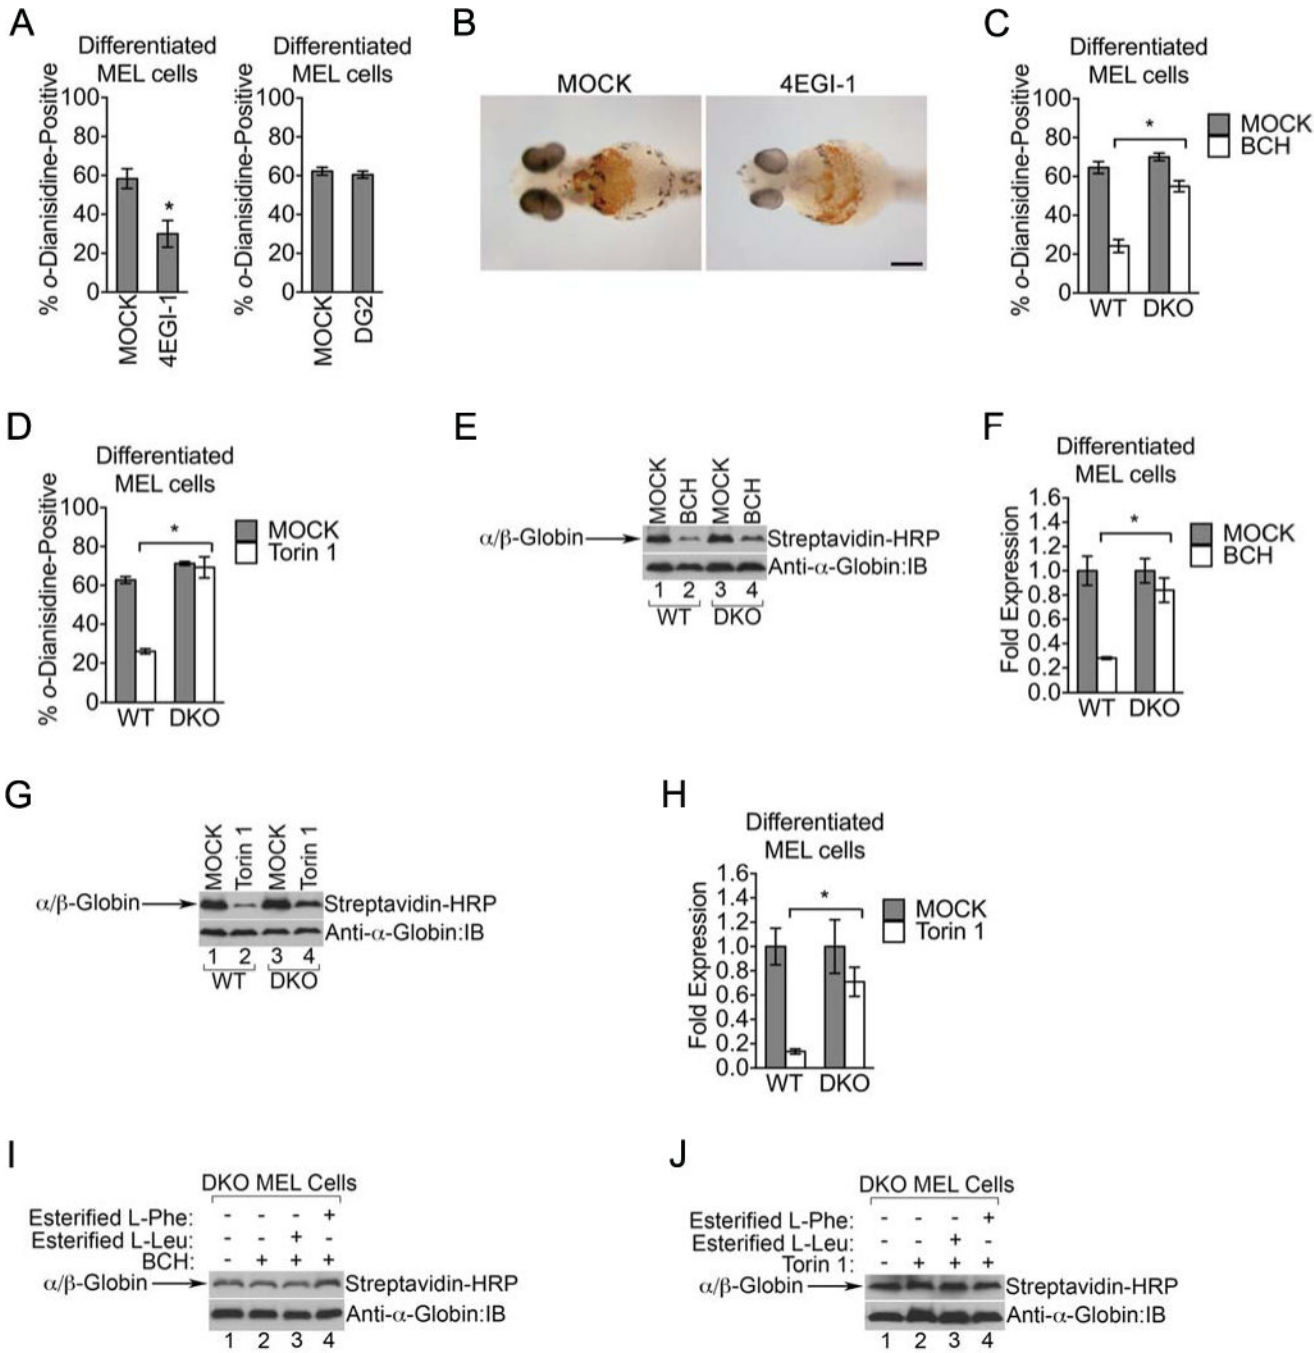 A
Differentiated
MEL cells
% o-Dianisidine-Positive
100
80
60
40
20
0
MOCK
4EGI-1
*
Differentiated
MEL cells
% o-Dianisidine-Positive
100
80
60
40
20
0
MOCK
DG2
B
MOCK
4EGI-1
C
Differentiated
MEL cells
% o-Dianisidine-Positive
100
80
60
40
20
0
*
WT
DKO
MOCK
BCH
D
Differentiated
MEL cells
% o-Dianisidine-Positive
100
80
60
40
20
0
*
WT
DKO
MOCK
Torin 1
E
MOCK
BCH
MOCK
BCH
α/β-Globin
Streptavidin-HRP
Anti-α-Globin:IB
1 2 3 4
WT DKO
F
Differentiated
MEL cells
Fold Expression
1.6
1.4
1.2
1.0
0.8
0.6
0.4
0.2
0.0
*
WT
DKO
MOCK
BCH
G
MOCK
Torin 1
MOCK
Torin 1
α/β-Globin
Streptavidin-HRP
Anti-α-Globin:IB
1 2 3 4
WT DKO
H
Differentiated
MEL cells
Fold Expression
1.6
1.4
1.2
1.0
0.8
0.6
0.4
0.2
0.0
*
WT
DKO
MOCK
Torin 1
I
DKO MEL Cells
Esterified L-Phe: - - - +
Esterified L-Leu: - - + -
BCH: - + + +
α/β-Globin
Streptavidin-HRP
Anti-α-Globin:IB
1 2 3 4
J
DKO MEL Cells
Esterified L-Phe: - - - +
Esterified L-Leu: - - + -
Torin 1: - + + +
α/β-Globin
Streptavidin-HRP
Anti-α-Globin:IB
1 2 3 4